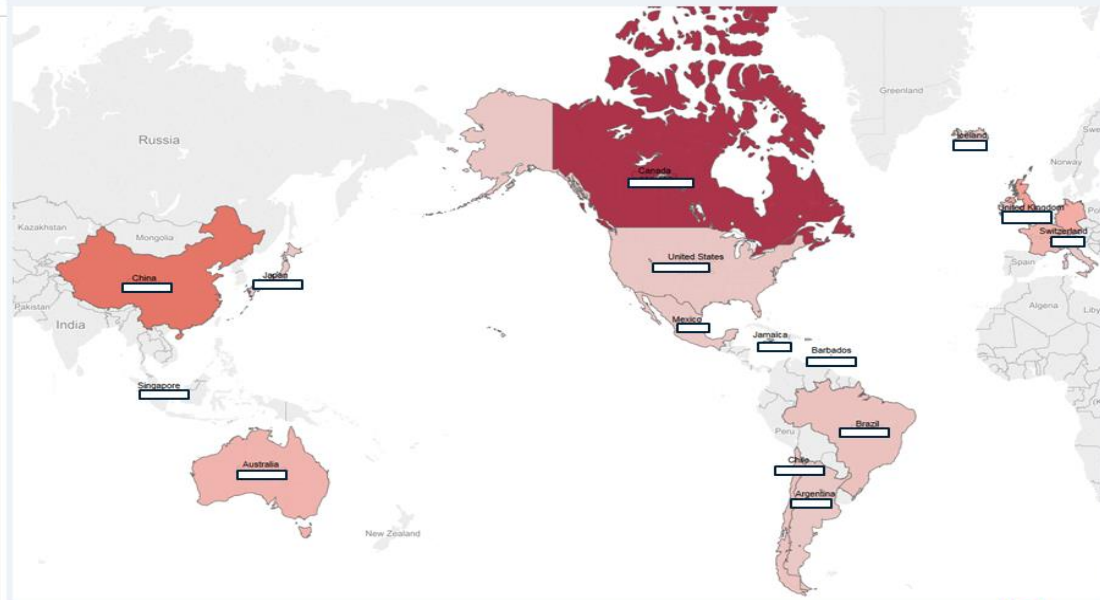 Greenland
Russia
Iceland
Norway
Canada
United Kingdom
Kazakhstan
Mongolia
Switzerland
United States
Spain
China
Japan
Pakistan
Algeria
India
Mexico
Jamaica
Barbados
Singapore
Brazil
Peru
Chile
Australia
Argentina
New Zealand